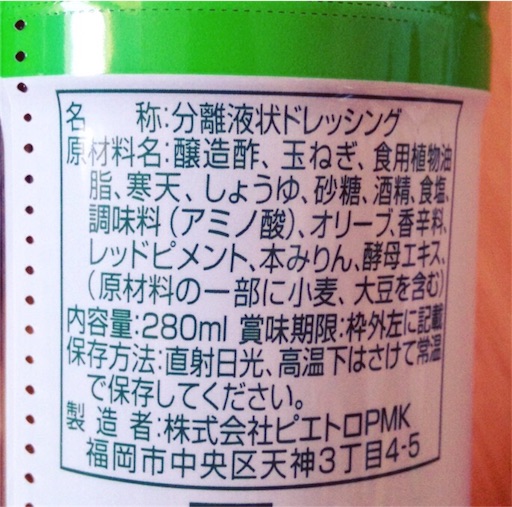 名　　称:分離液状ドレッシング
原材料名:醸造酢、玉ねぎ、食用植物油
脂、寒天、しょうゆ、砂糖、酒精、食塩、
調味料(アミノ酸)、オリーブ、香辛料、
レッドピメント、本みりん、酵母エキス、
(原材料の一部に小麦、大豆を含む)
内容量:280ml 賞味期限:枠外左に記載
保存方法:直射日光、高温下はさけて常温
で保存してください。
製造者:株式会社ピエトロPMK
福岡市中央区天神3丁目4-5